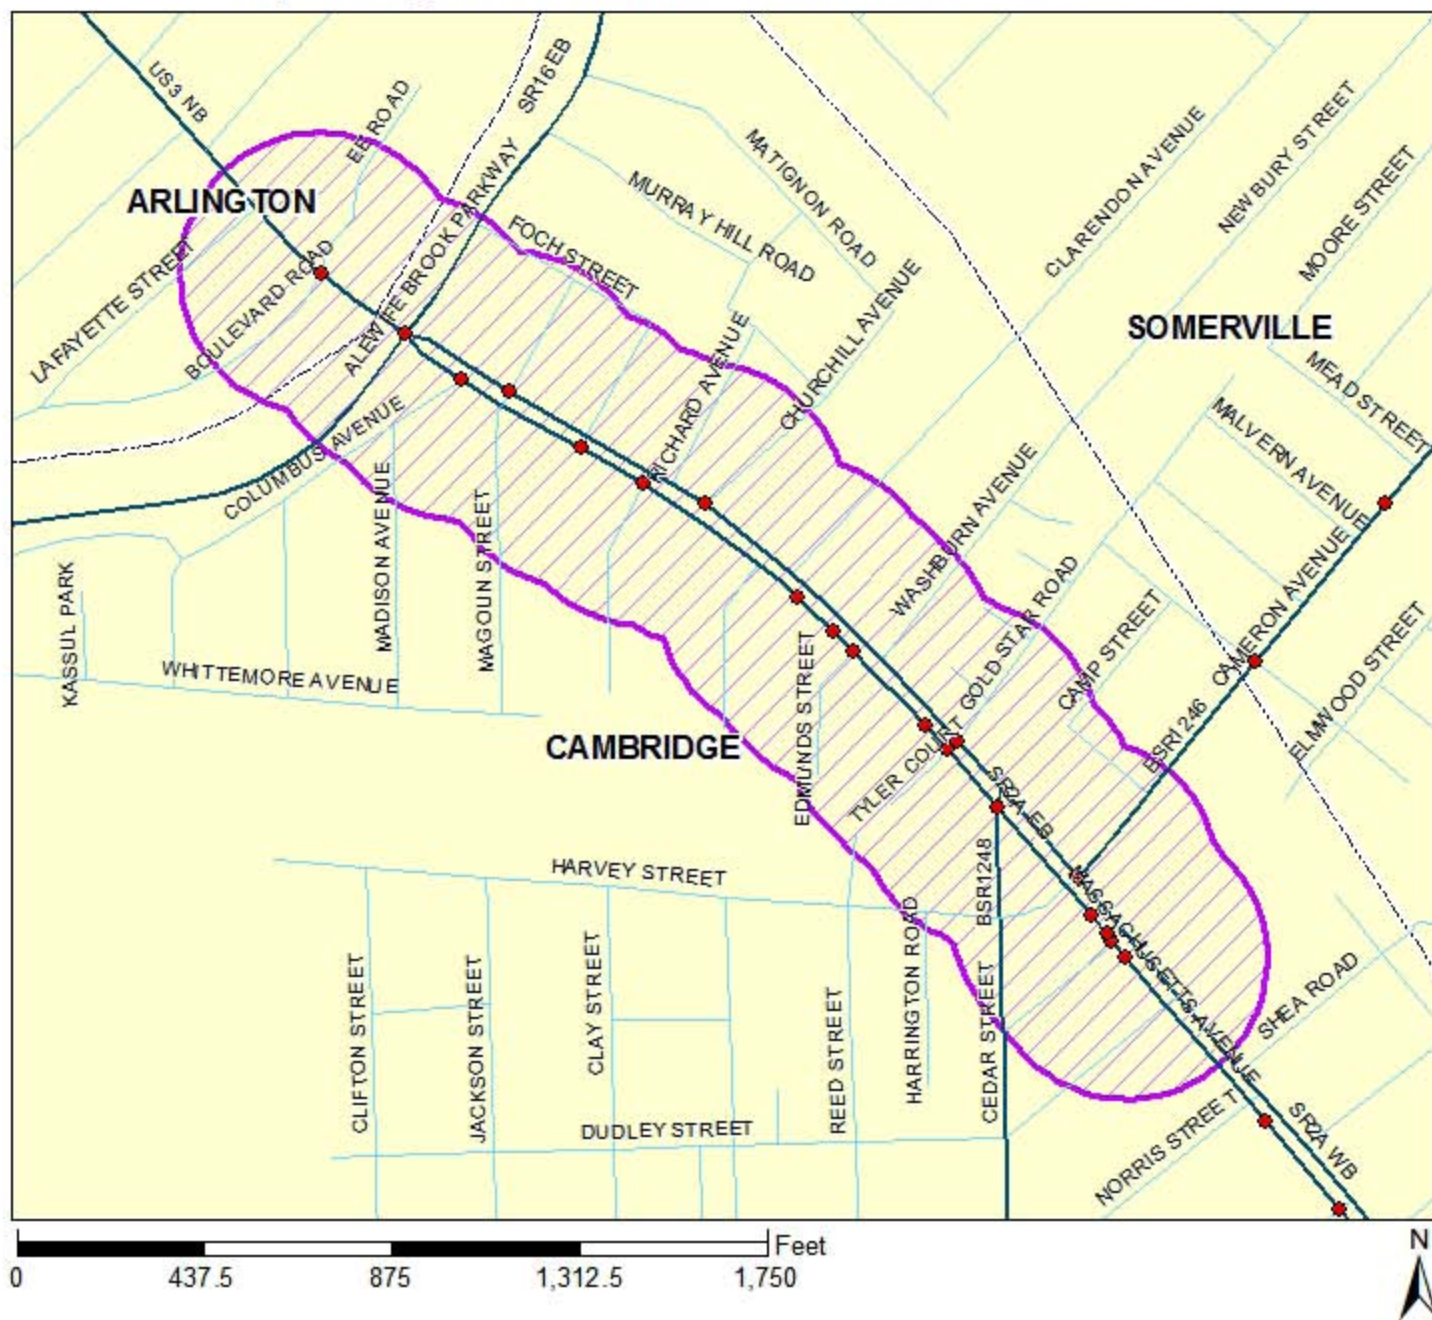 US3 NB
SR16 EB
EE ROAD
ARLINGTON
ALEWIFE BROOK PARKWAY
MATIGNON ROAD
MURRAY HILL ROAD
FOCH STREET
CLARENDON AVENUE
NEWBURY STREET
MOORE STREET
LAFAYETTE STREET
BOULEVARD ROAD
RICHARD AVENUE
CHURCHILL AVENUE
SOMERVILLE
MEAD STREET
MALVERN AVENUE
COLUMBUS AVENUE
MADISON AVENUE
MAGOUN STREET
WASHBURN AVENUE
KASSUL PARK
WHITTEMORE AVENUE
GOLD STAR ROAD
CAMP STREET
CAMERON AVENUE
ELMWOOD STREET
BSR1246
CAMBRIDGE
EDMUNDS STREET
TYLER COURT
SR2A EB
HARVEY STREET
BSR1248
MASSACHUSETTS AVENUE
CLIFTON STREET
JACKSON STREET
CLAY STREET
REED STREET
HARRINGTON ROAD
CEDAR STREET
SHEA ROAD
DUDLEY STREET
NORRIS STREET
SR2A WB
Feet
0 437.5 875 1,312.5 1,750
N